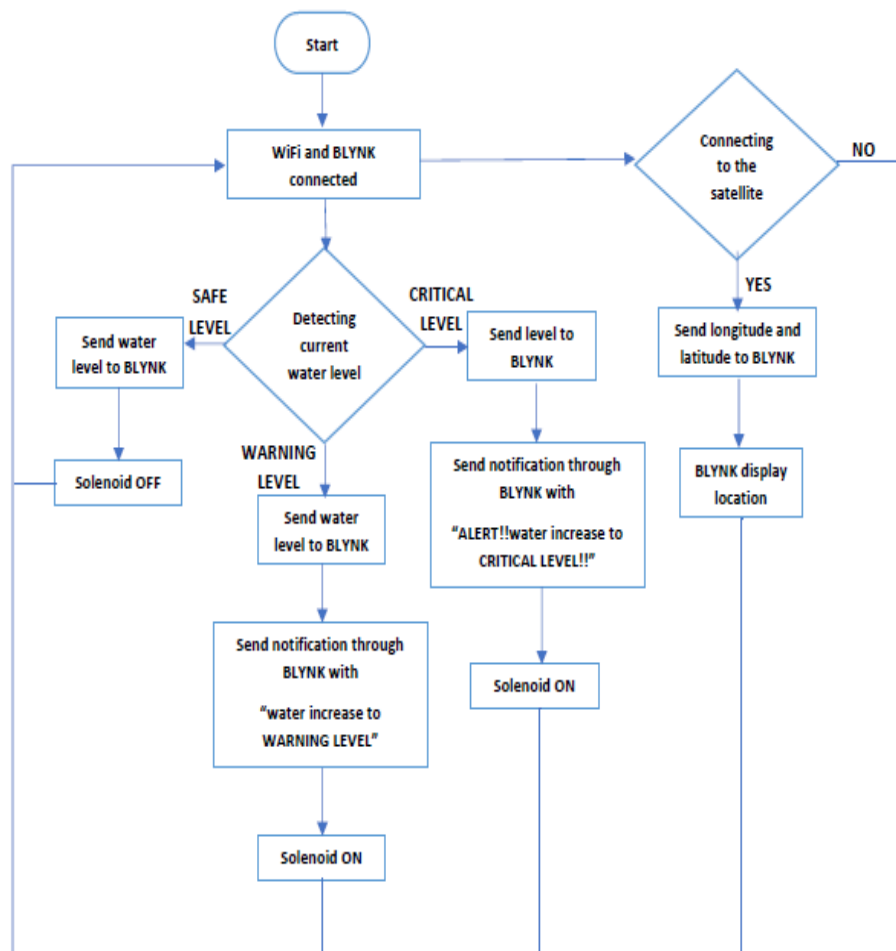 Start
WiFi and BLYNK
connected
Connecting
to the
satellite
NO
YES
SAFE
LEVEL
CRITICAL
LEVEL
Detecting
current
water level
Send water
level to BLYNK
Send level to
BLYNK
Send longitude and
latitude to BLYNK
WARNING
LEVEL
Solenoid OFF
Send notification through
BLYNK with
“ALERT!!water increase to
CRITICAL LEVEL!!”
BLYNK display
location
Send water
level to BLYNK
Send notification through
BLYNK with
“water increase to
WARNING LEVEL”
Solenoid ON
Solenoid ON